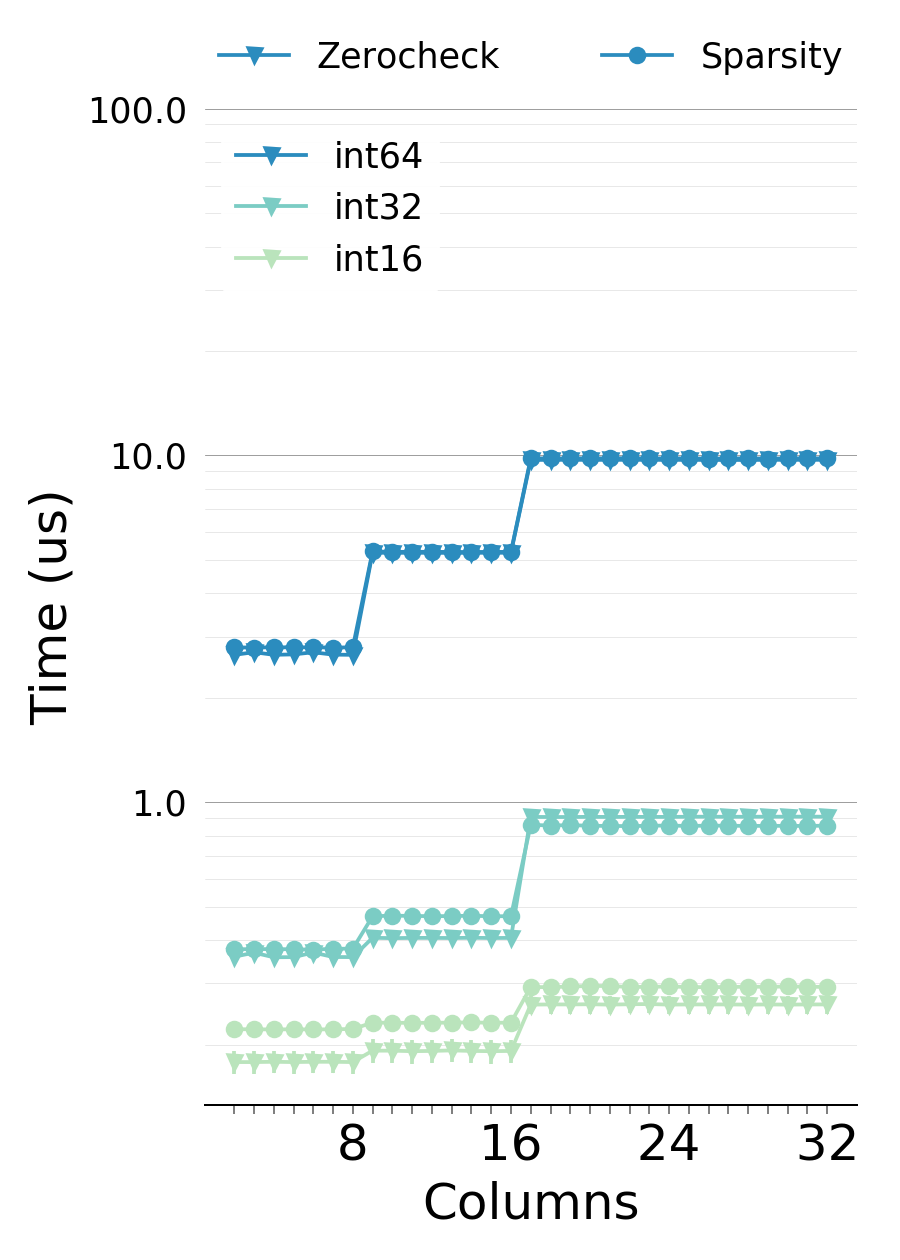 Zerocheck Sparsity
100.0
int64
int32
int16
10.0
Time (us)
1.0
8 16 24 32
Columns